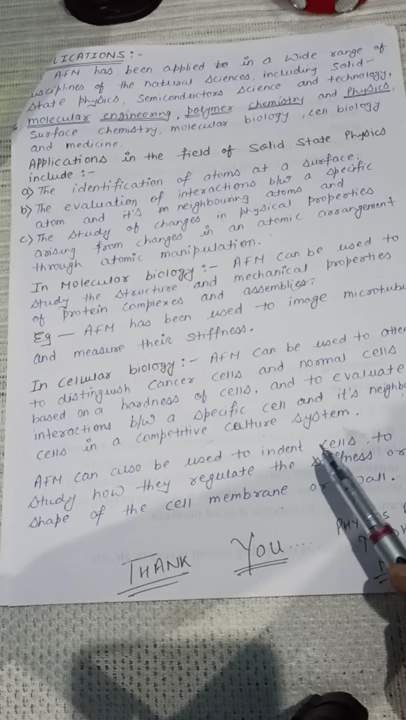 LICATIONS :-
AFM has been applied to in a wide range of
disciplines of the natural sciences, including Solid-
state physics, Semiconductors Science and technology,
molecular engineering, polymer chemistry and Physics,
Surface Chemistry, molecular biology, cell biology
and medicine.
Applications in the field of Solid State Physics
include :-
a) The identification of atoms at a surface.
b) The evaluation of interactions b/w a specific
atom and it's neighbouring atoms and
c) The study of changes in physical properties
arising from changes in an atomic arrangement
through atomic manipulation.
In Molecular biology :- AFM can be used to
study the structure and mechanical properties
of protein complexes and assemblies.
Eg - AFM has been used to image microtubu
and measure their stiffness.
In Cellular biology :- AFM can be used to atte
to distinguish cancer cells and normal cells
based on a hardness of cells, and to evaluate
interactions b/w a specific cell and it's neighbo
cells in a competitive culture system.
AFM can also be used to indent cells, to
study how they regulate the or
shape of the cell membrane or wall.
THANK YOU....